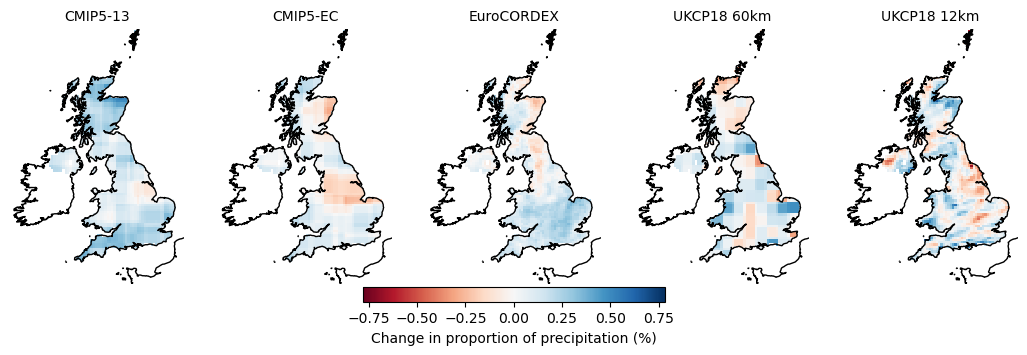 CMIP5-13 CMIP5-EC EuroCORDEX UKCP18 60km UKCP18 12km
−0.75 −0.50 −0.25 0.00 0.25 0.50 0.75
Change in proportion of precipitation (%)